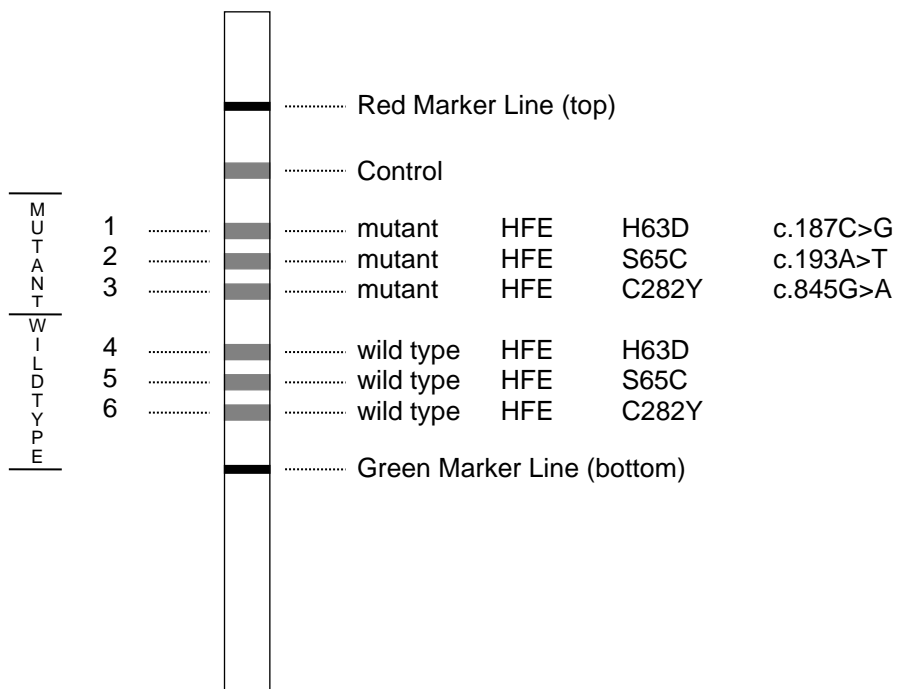 Red Marker Line (top)
Control
MUTANT
1 mutant HFE H63D c.187C>G
2 mutant HFE S65C c.193A>T
3 mutant HFE C282Y c.845G>A
WILDTYPE
4 wild type HFE H63D
5 wild type HFE S65C
6 wild type HFE C282Y
Green Marker Line (bottom)